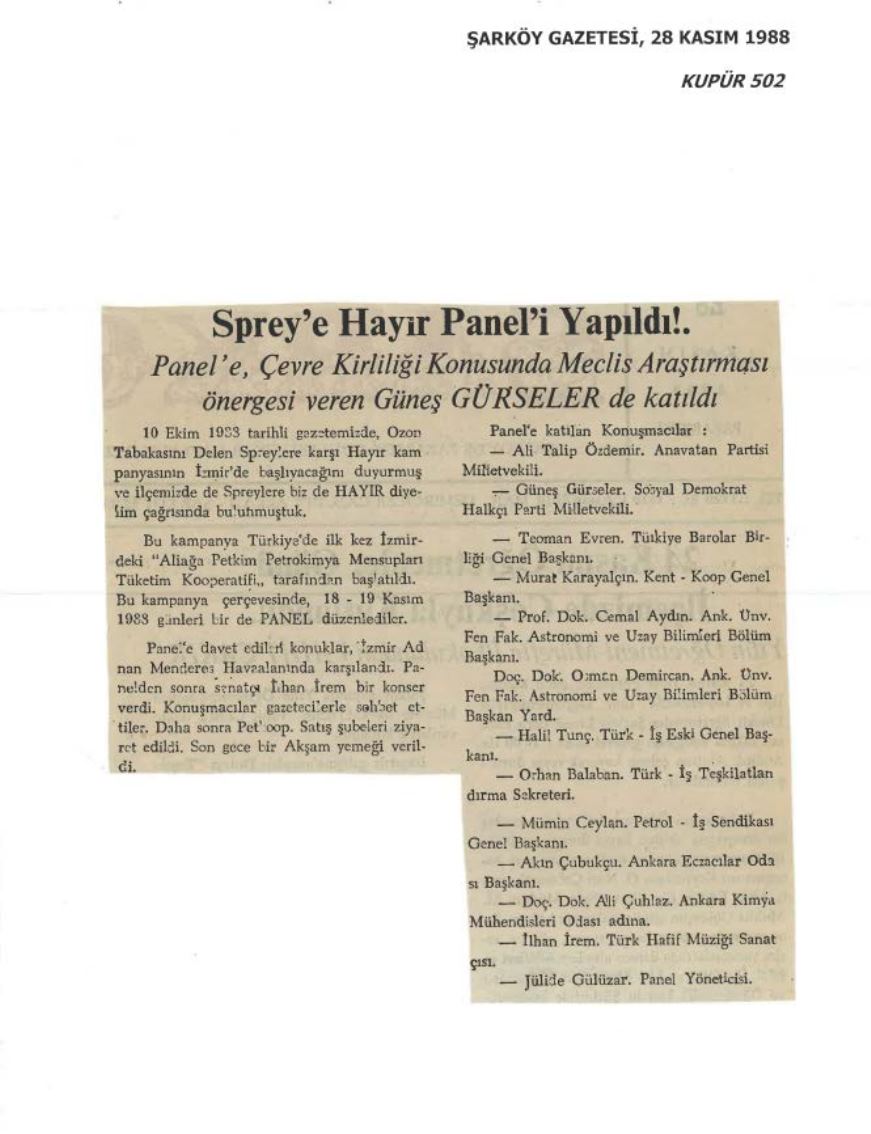 ŞARKÖY GAZETESİ, 28 KASIM 1988
KUPÜR 502
Sprey'e Hayır Panel'i Yapıldı!.
Panel'e, Çevre Kirliliği Konusunda Meclis Araştırması
önergesi veren Güneş GÜRSELER de katıldı
10 Ekim 1988 tarihli gazetemizde, Ozon
Tabakasını Delen Spreylere karşı Hayır kam
panyasının İzmir'de başlıyacağını duyurmuş
ve ilçemizde de Spreylere biz de HAYIR diye-
lim çağrısında bulunmuştuk.
Bu kampanya Türkiye'de ilk kez İzmir-
deki "Aliağa Petkim Petrokimya Mensupları
Tüketim Kooperatifi,, tarafından başlatıldı.
Bu kampanya çerçevesinde, 18 - 19 Kasım
1988 günleri bir de PANEL düzenlediler.
Panel'e davet edilen konuklar, İzmir Ad
nan Menderes Havaalanında karşılandı. Pa-
nelden sonra senatçı İlhan İrem bir konser
verdi. Konuşmacılar gazetecilerle sohbet et-
tiler. Daha sonra Petkoop. Satış şubeleri ziya-
ret edildi. Son gece bir Akşam yemeği veril-
di.
Panel'e katılan Konuşmacılar :
— Ali Talip Özdemir. Anavatan Partisi
Milletvekili.
— Güneş Gürseler. Sosyal Demokrat
Halkçı Parti Milletvekili.
— Teoman Evren. Türkiye Barolar Bir-
liği Genel Başkanı.
— Murat Karayalçın. Kent - Koop Genel
Başkanı.
— Prof. Dok. Cemal Aydın. Ank. Ünv.
Fen Fak. Astronomi ve Uzay Bilimleri Bölüm
Başkanı.
Doç. Dok. Osman Demircan. Ank. Ünv.
Fen Fak. Astronomi ve Uzay Bilimleri Bölüm
Başkan Yard.
— Halil Tunç. Türk - İş Eski Genel Baş-
kanı.
— Orhan Balaban. Türk - İş Teşkilatlan
dırma Sekreteri.
— Mümin Ceylan. Petrol - İş Sendikası
Genel Başkanı.
— Akın Çubukçu. Ankara Eczacılar Oda
sı Başkanı.
— Doç. Dok. Ali Çuhlaz. Ankara Kimya
Mühendisleri Odası adına.
— İlhan İrem. Türk Hafif Müziği Sanat
çısı.
— Jülide Gülüzar. Panel Yöneticisi.